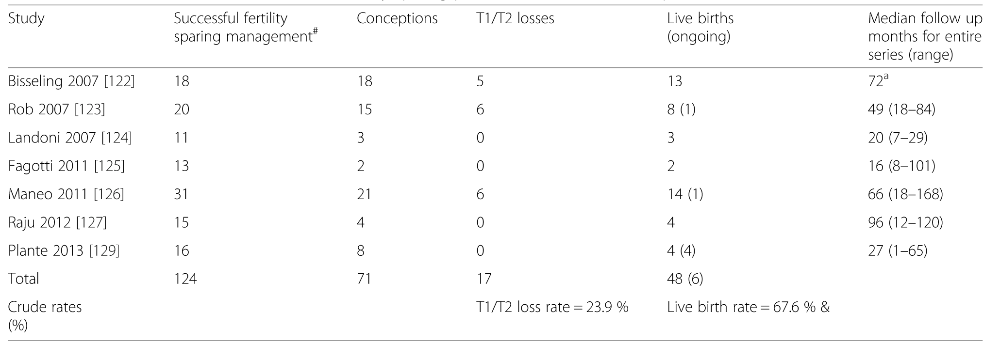 Study Successful fertility sparing management# Conceptions T1/T2 losses Live births (ongoing) Median follow up months for entire series (range)
Bisseling 2007 [122] 18 18 5 13 72a
Rob 2007 [123] 20 15 6 8 (1) 49 (18–84)
Landoni 2007 [124] 11 3 0 3 20 (7–29)
Fagotti 2011 [125] 13 2 0 2 16 (8–101)
Maneo 2011 [126] 31 21 6 14 (1) 66 (18–168)
Raju 2012 [127] 15 4 0 4 96 (12–120)
Plante 2013 [129] 16 8 0 4 (4) 27 (1–65)
Total 124 71 17 48 (6)
Crude rates (%) T1/T2 loss rate = 23.9 % Live birth rate = 67.6 % &